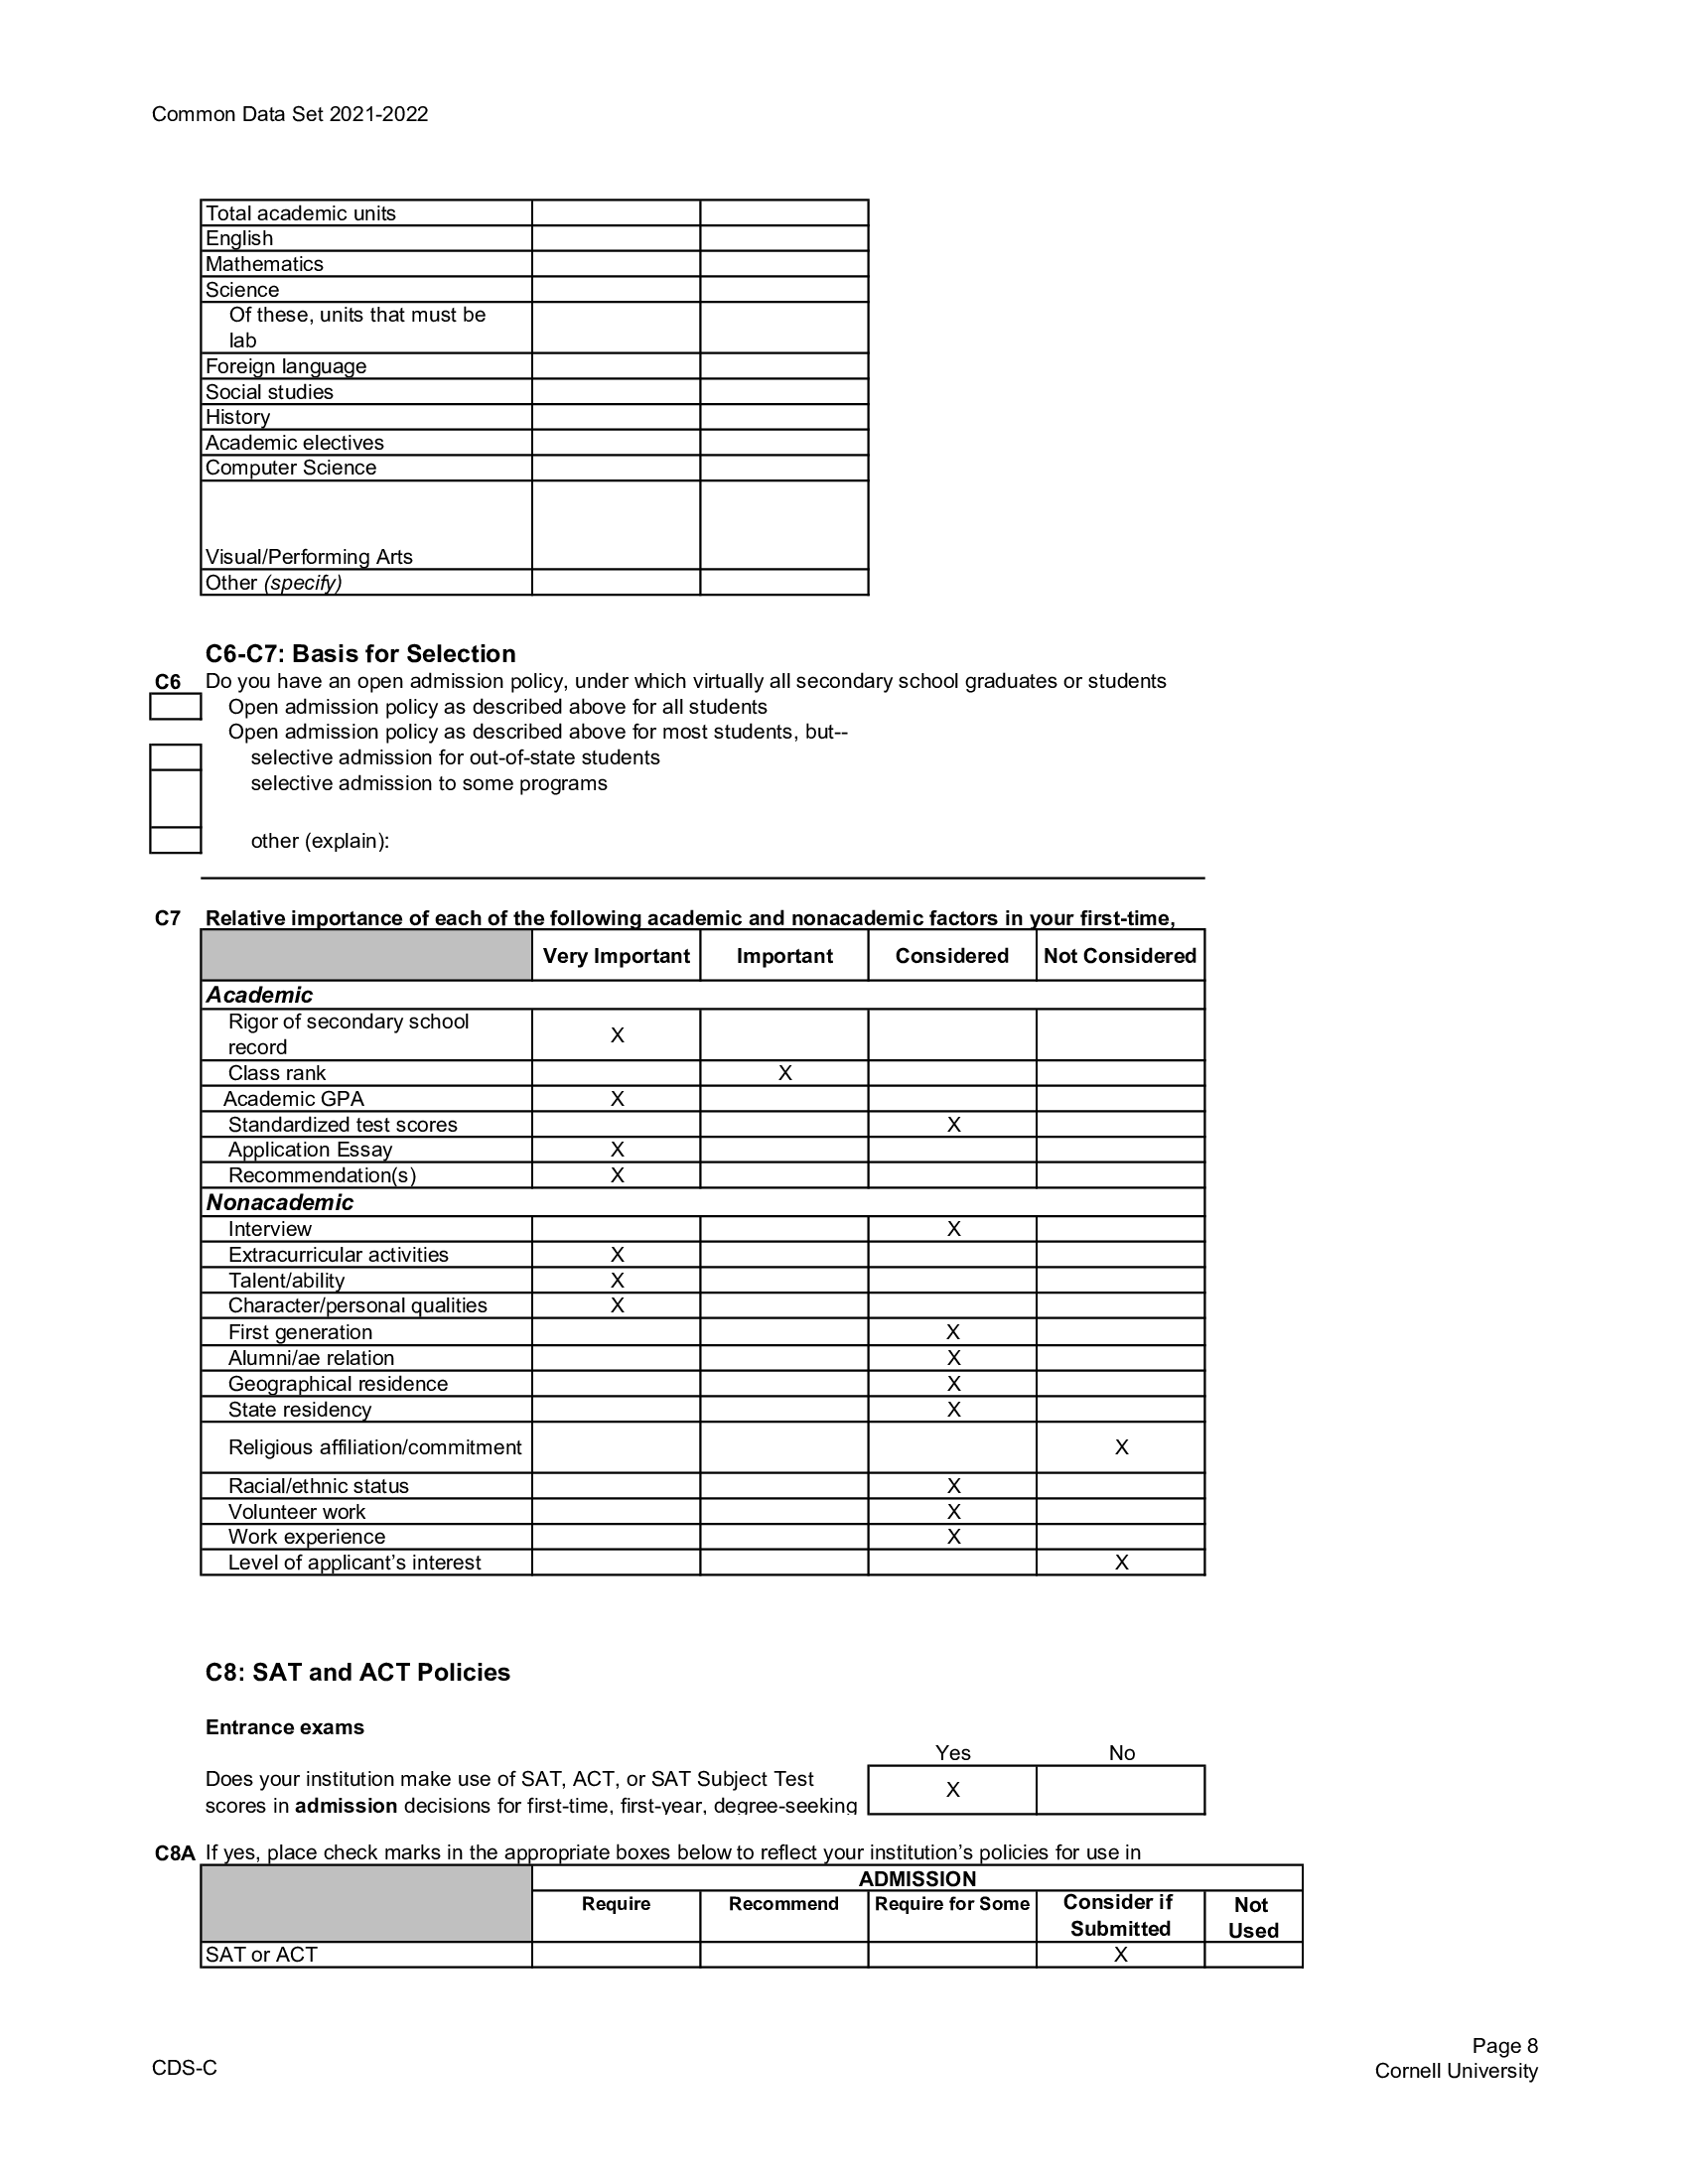 Common Data Set 2021-2022
Total academic units
English
Mathematics
Science
Of these, units that must be
lab
Foreign language
Social studies
History
Academic electives
Computer Science
Visual/Performing Arts
Other (specify)
C6-C7: Basis for Selection
C6 Do you have an open admission policy, under which virtually all secondary school graduates or students
Open admission policy as described above for all students
Open admission policy as described above for most students, but--
selective admission for out-of-state students
selective admission to some programs
other (explain):
C7 Relative importance of each of the following academic and nonacademic factors in your first-time,
Very Important Important Considered Not Considered
Academic
Rigor of secondary school
record X
Class rank X
Academic GPA X
Standardized test scores X
Application Essay X
Recommendation(s) X
Nonacademic
Interview X
Extracurricular activities X
Talent/ability X
Character/personal qualities X
First generation X
Alumni/ae relation X
Geographical residence X
State residency X
Religious affiliation/commitment X
Racial/ethnic status X
Volunteer work X
Work experience X
Level of applicant’s interest X
C8: SAT and ACT Policies
Entrance exams
Yes No
Does your institution make use of SAT, ACT, or SAT Subject Test X
scores in admission decisions for first-time, first-year, degree-seeking
C8A If yes, place check marks in the appropriate boxes below to reflect your institution’s policies for use in
ADMISSION
Require Recommend Require for Some Consider if Not
Submitted Used
SAT or ACT X
Page 8
CDS-C Cornell University